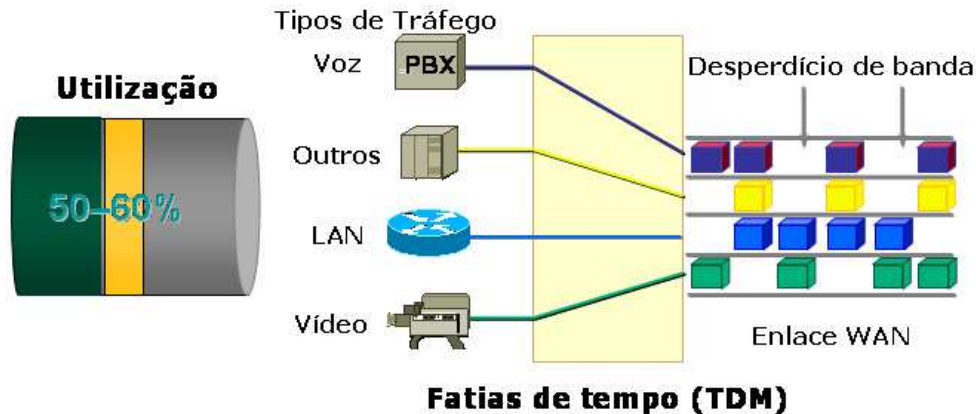 Tipos de Tráfego
Voz
PBX
Desperdício de banda
Utilização
Outros
50-60%
LAN
Vídeo
Enlace WAN
Fatias de tempo (TDM)